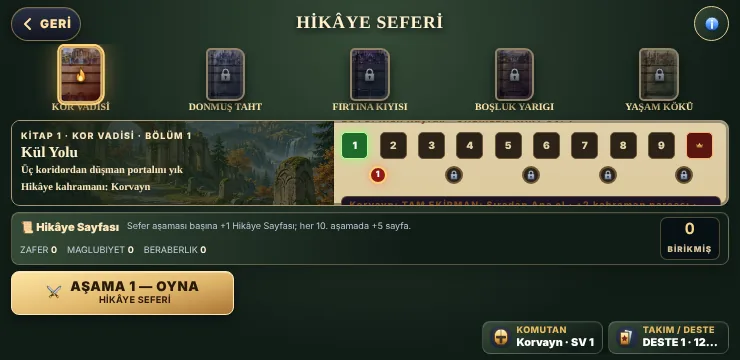 GERİ
HİKÂYE SEFERİ
KOR VADİSİ
DONMUŞ TAHT
FIRTINA KIYISI
BOŞLUK YARIGI
YAŞAM KÖKÜ
KİTAP 1 · KOR VADİSİ · BÖLÜM 1
Kül Yolu
Üç koridordan düşman portalini yık
Hikâye kahramanı: Korvayn
1 2 3 4 5 6 7 8 9
1
Hikâye Sayfası Sefer aşaması başına +1 Hikâye Sayfası; her 10. aşamada +5 sayfa.
ZAFER 0 MAGLUBIYET 0 BERABERLIK 0
0
BİRİKMİŞ
AŞAMA 1 — OYNA
HİKÂYE SEFERİ
KOMUTAN
Korvayn · SV 1
TAKIM / DESTE
DESTE 1 · 12...